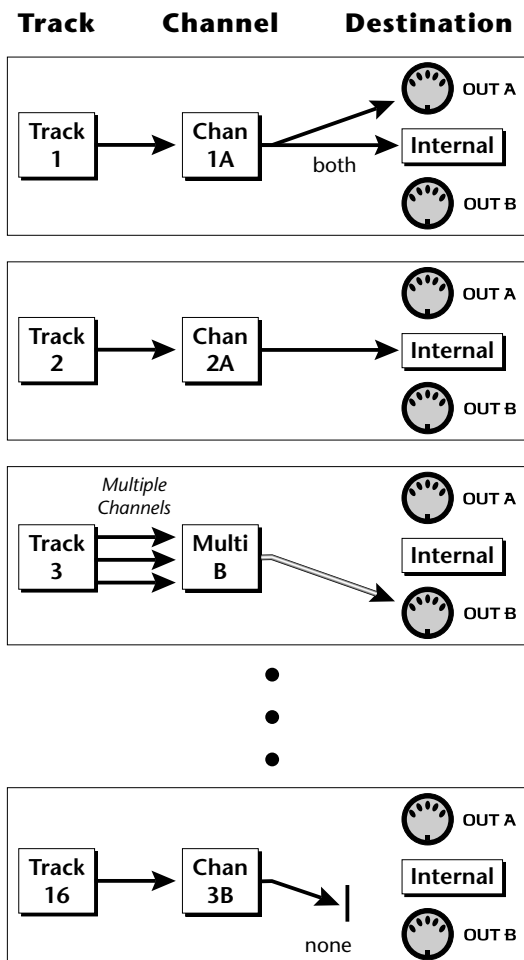 Track Channel Destination
OUT A
Track
1
Chan
1A
both
Internal
OUT B
OUT A
Track
2
Chan
2A
Internal
OUT B
Multiple
Channels
OUT A
Track
3
Multi
B
Internal
OUT B
OUT A
Track
16
Chan
3B
none
Internal
OUT B